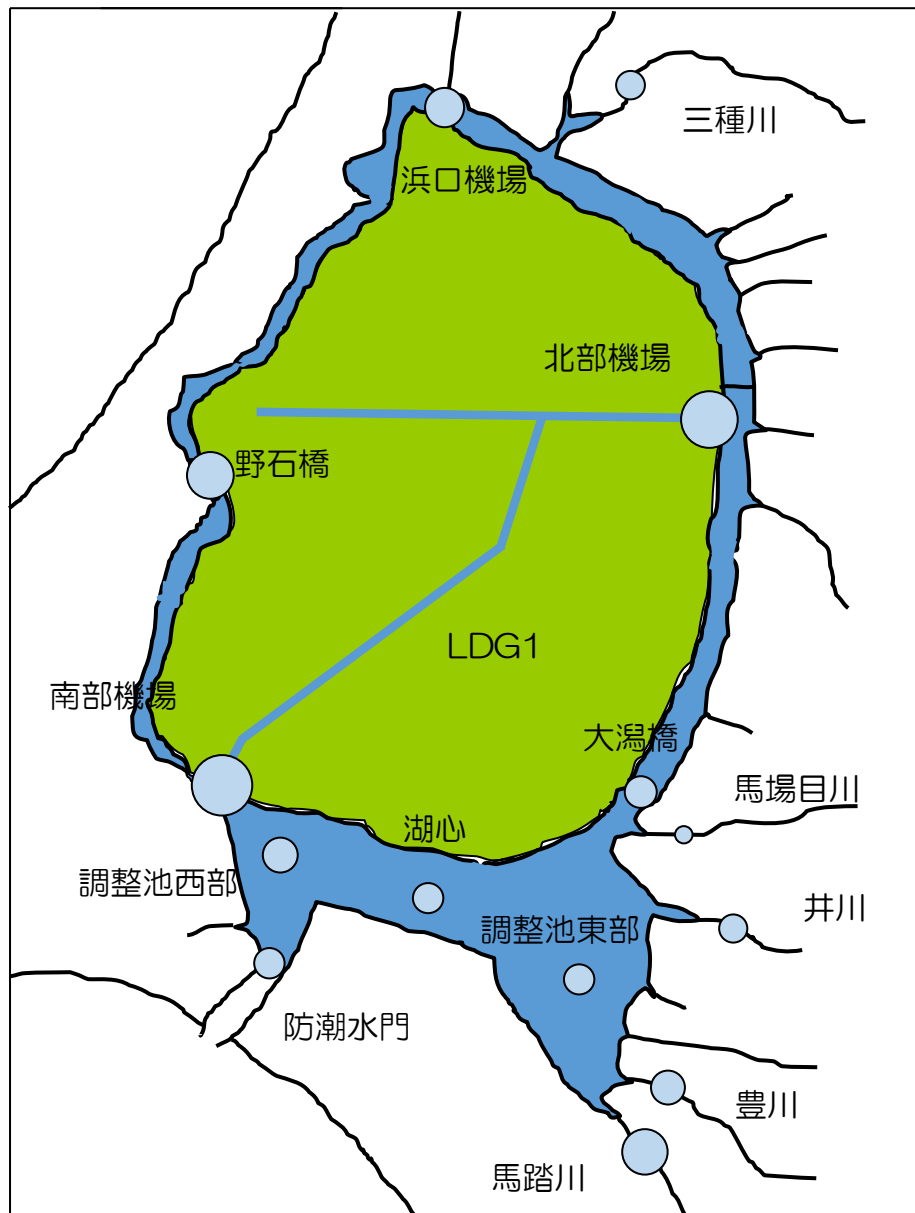 三種川
浜口機場
北部機場
野石橋
LDG1
南部機場
大潟橋
馬場目川
湖心
調整池西部
井川
調整池東部
防潮水門
豊川
馬踏川